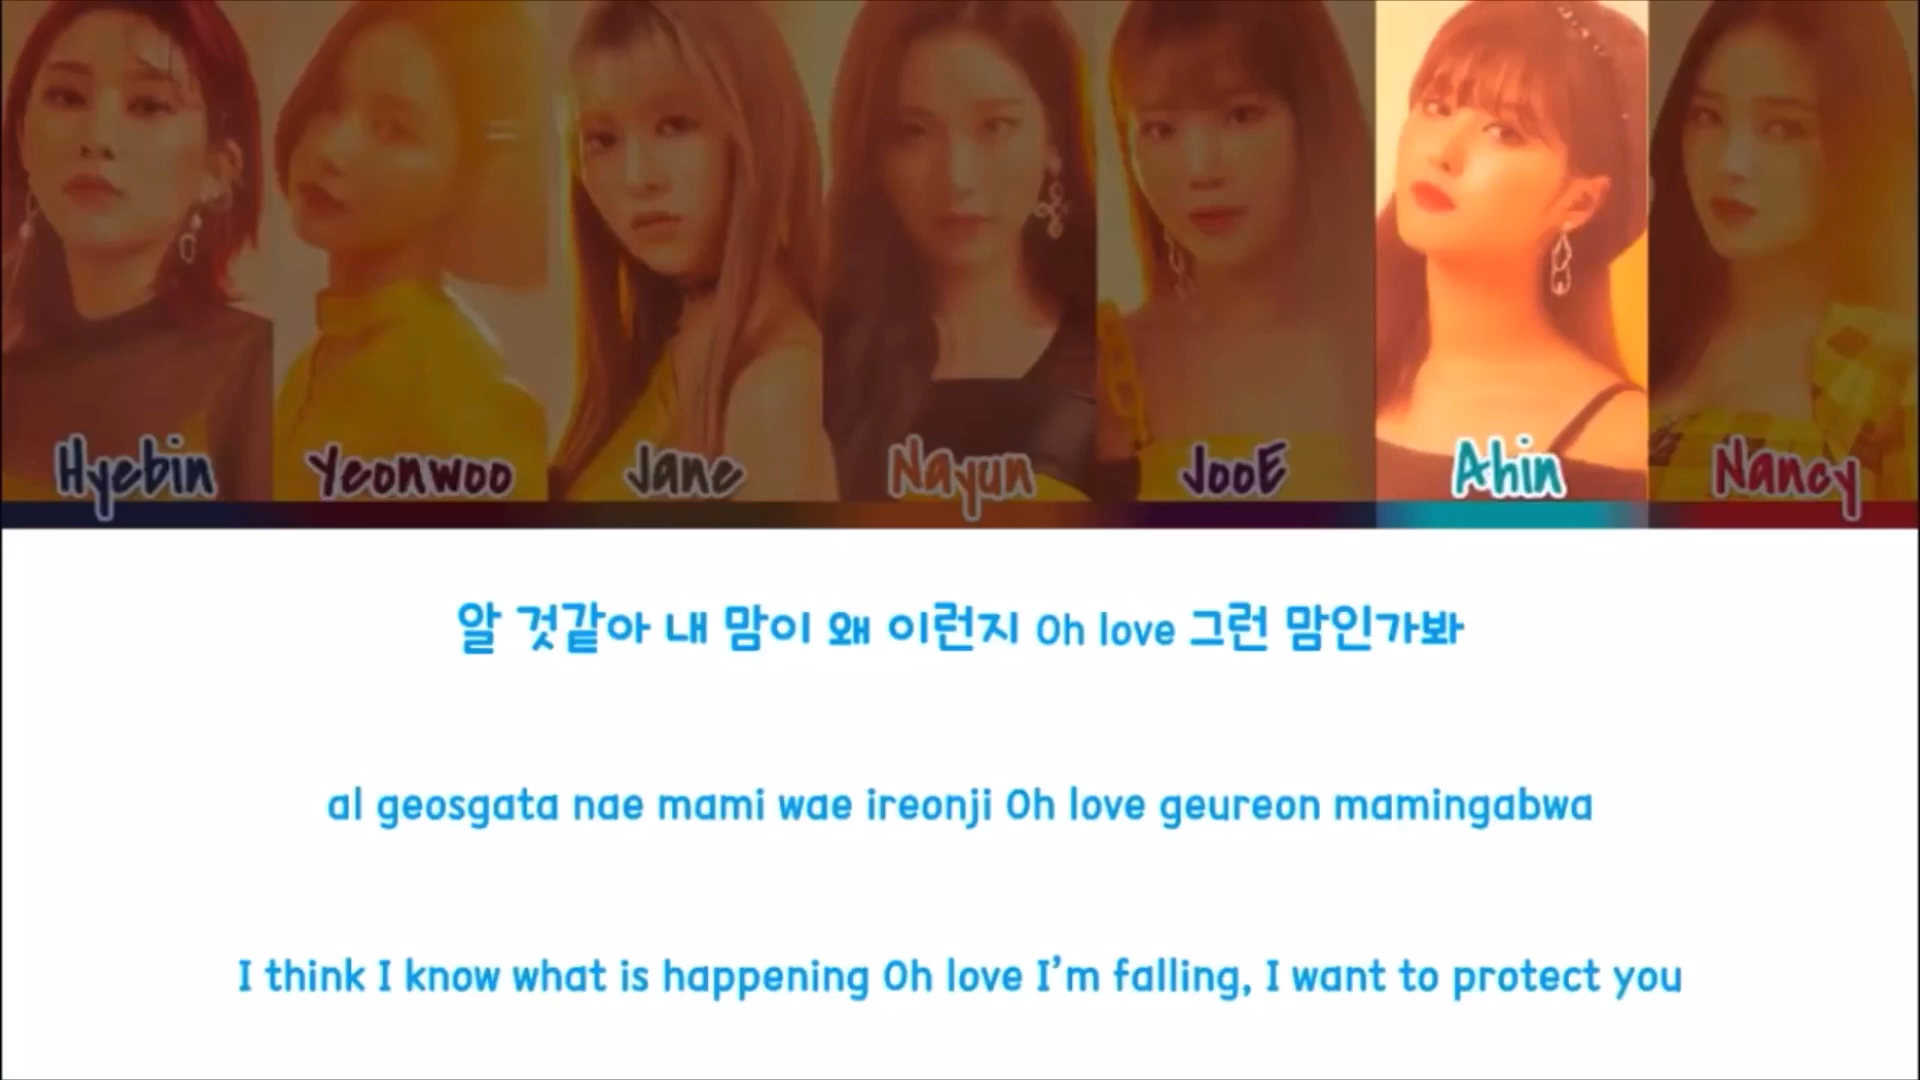 Hyebin Yeonwoo Jane Nayun JooE Ahin Nancy
알 것같아 내 맘이 왜 이런지 Oh love 그런 맘인가봐
al geosgata nae mami wae ireonji Oh love geureon mamingabwa
I think I know what is happening Oh love I'm falling, I want to protect you